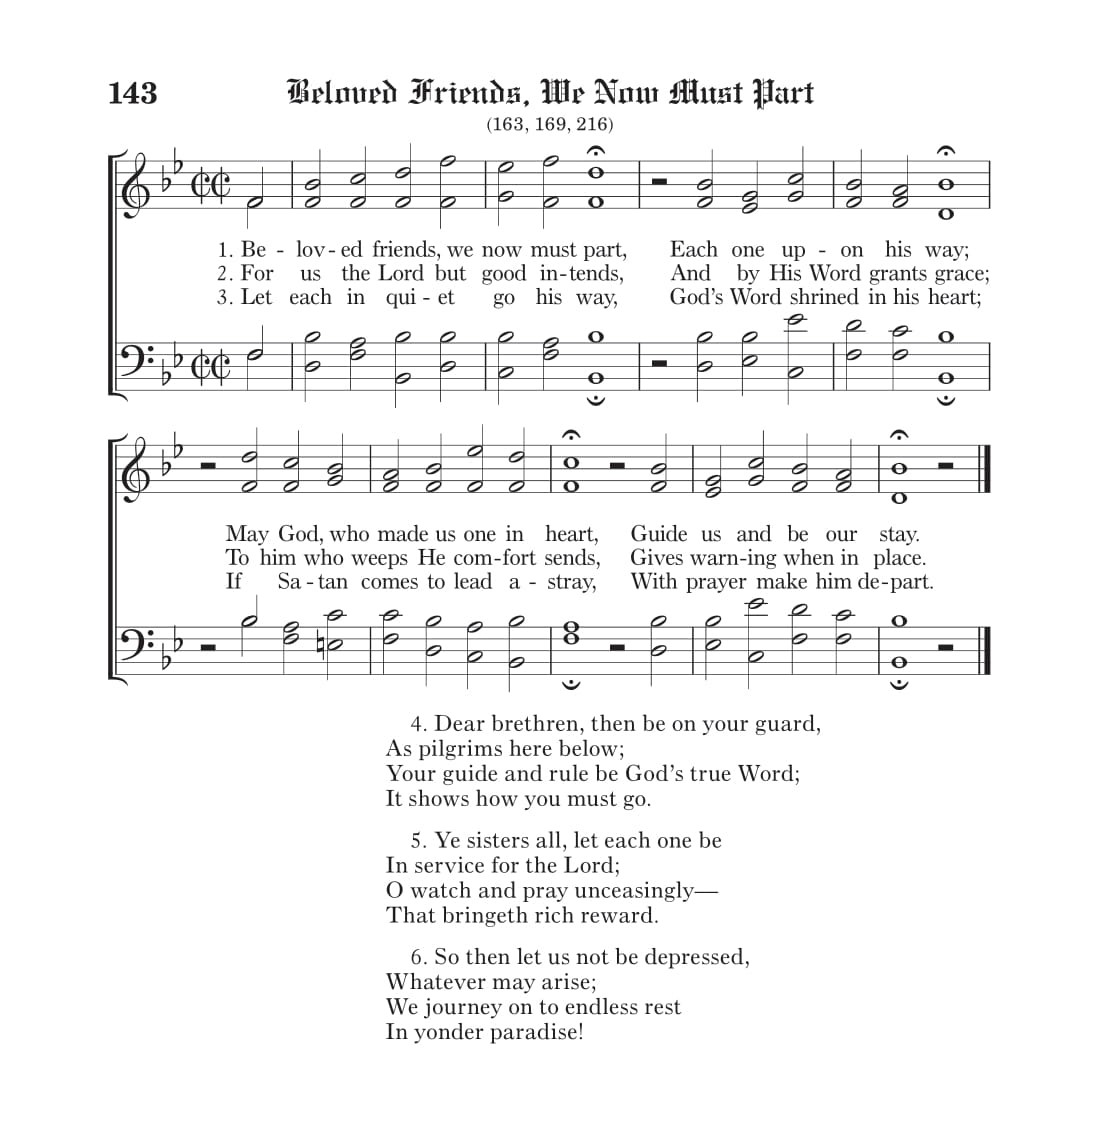 143 Beloved Friends, We Now Must Part
(163, 169, 216)
1. Be - lov - ed friends, we now must part, Each one up - on his way;
2. For us the Lord but good in-tends, And by His Word grants grace;
3. Let each in qui - et go his way, God's Word shrined in his heart;
May God, who made us one in heart, Guide us and be our stay.
To him who weeps He com-fort sends, Gives warn-ing when in place.
If Sa - tan comes to lead a - stray, With prayer make him de-part.
4. Dear brethren, then be on your guard,
As pilgrims here below;
Your guide and rule be God's true Word;
It shows how you must go.
5. Ye sisters all, let each one be
In service for the Lord;
O watch and pray unceasingly—
That bringeth rich reward.
6. So then let us not be depressed,
Whatever may arise;
We journey on to endless rest
In yonder paradise!